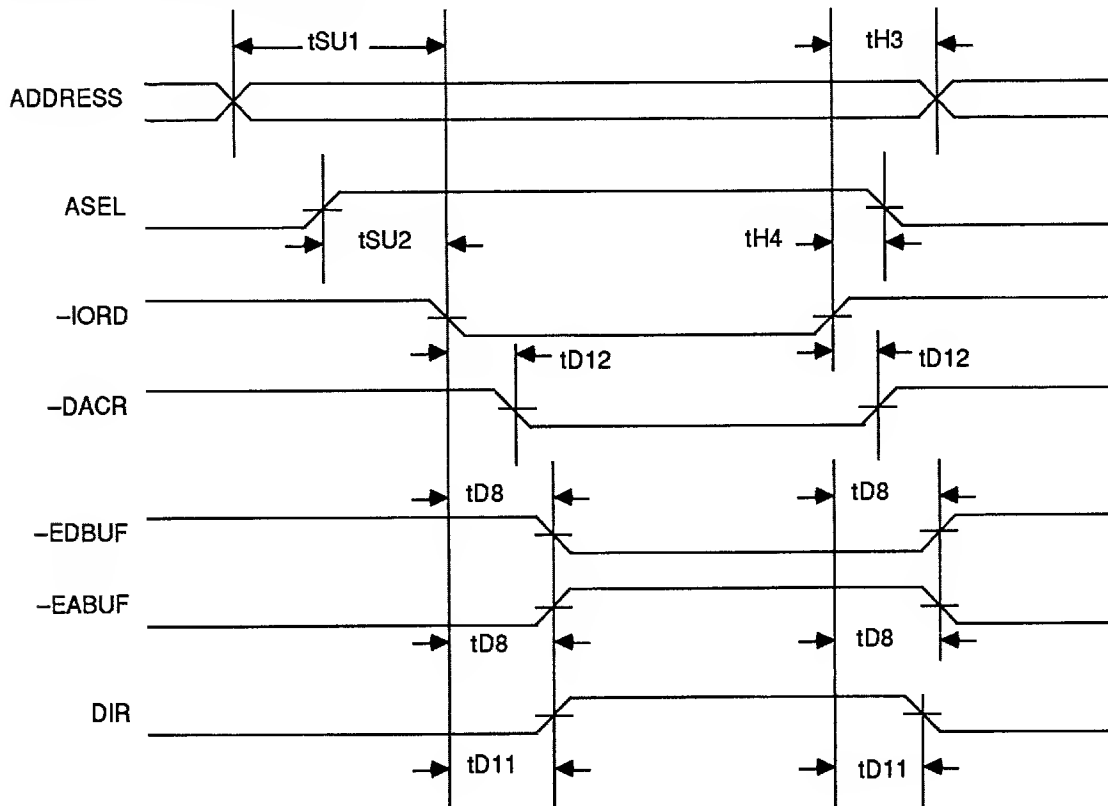 tSU1
tH3
ADDRESS
ASEL
tSU2
tH4
–IORD
tD12
tD12
–DACR
tD8
tD8
–EDBUF
–EABUF
tD8
tD8
DIR
tD11
tD11